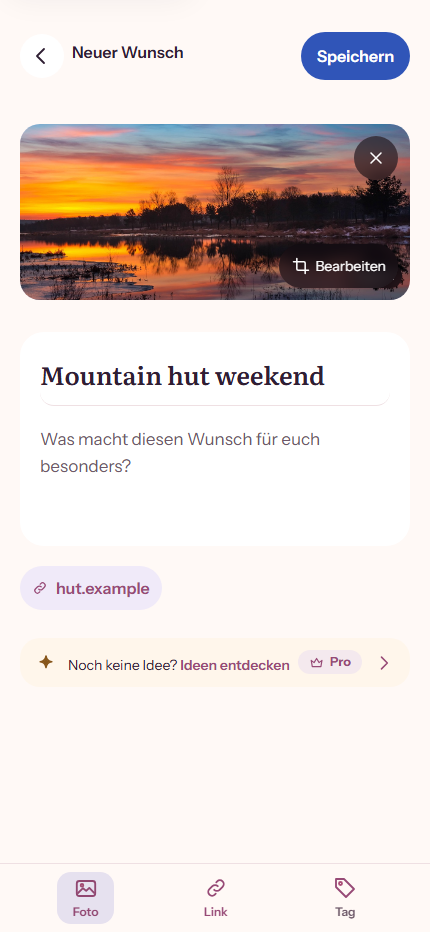 Neuer Wunsch
Speichern
Bearbeiten
Mountain hut weekend
Was macht diesen Wunsch für euch
besonders?
hut.example
Noch keine Idee? Ideen entdecken
Pro
Foto
Link
Tag